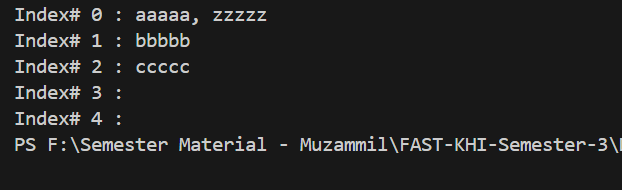 Index# 0 : aaaaa, zzzzz
Index# 1 : bbbbb
Index# 2 : ccccc
Index# 3 :
Index# 4 :
PS F:\Semester Material - Muzammil\FAST-KHI-Semester-3\